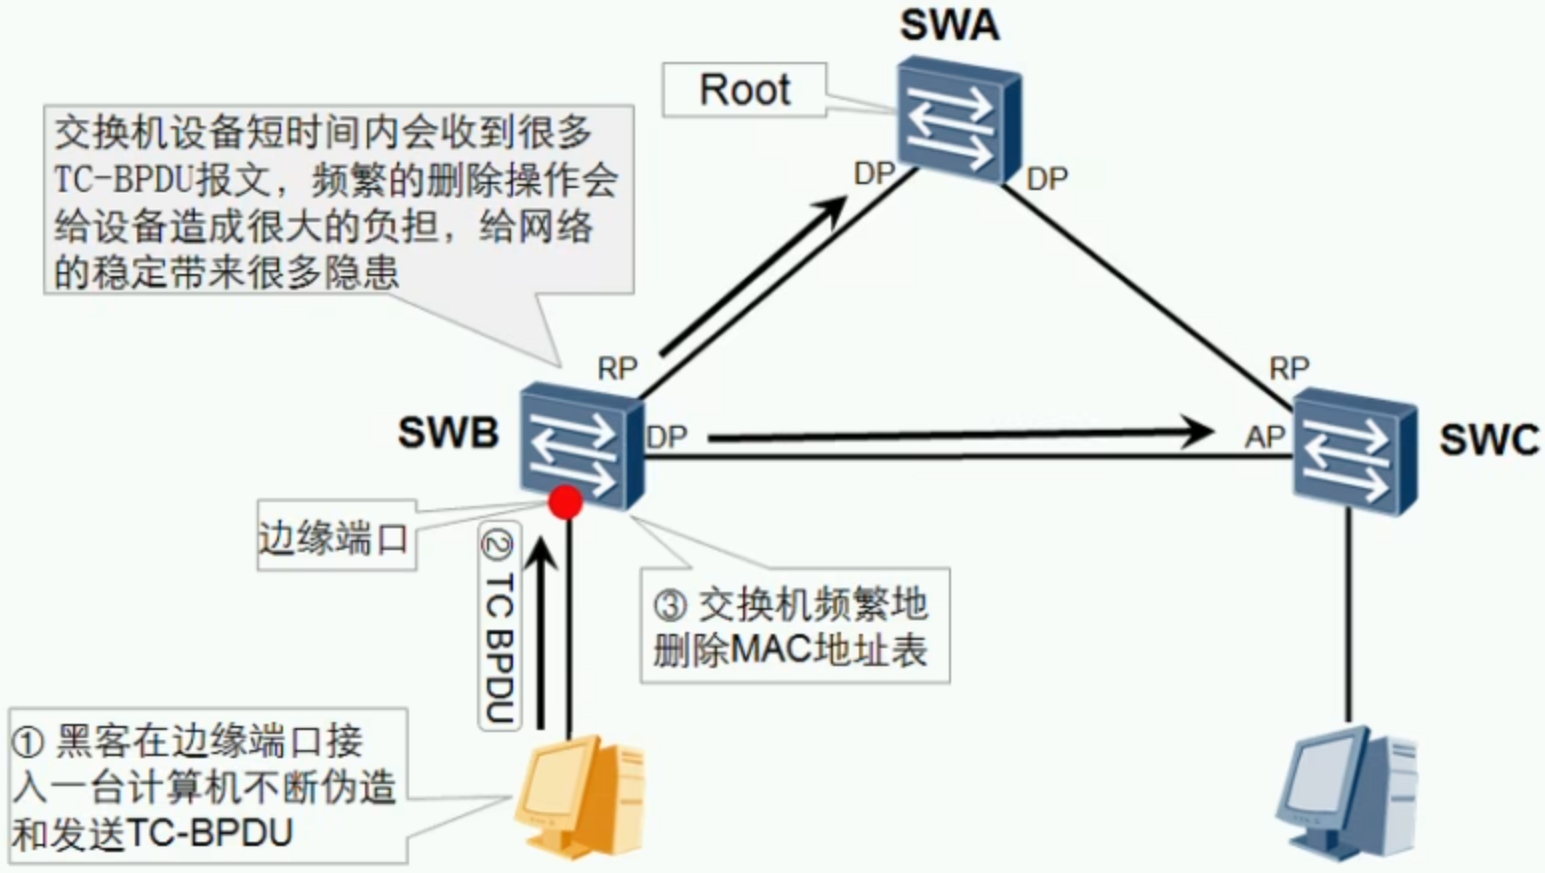 SWA
Root
交换机设备短时间内会收到很多
TC-BPDU报文，频繁的删除操作会
给设备造成很大的负担，给网络
的稳定带来很多隐患
DP
DP
RP
RP
SWB
DP
AP
SWC
边缘端口
② TC BPDU
③ 交换机频繁地
删除MAC地址表
① 黑客在边缘端口接
入一台计算机不断伪造
和发送TC-BPDU